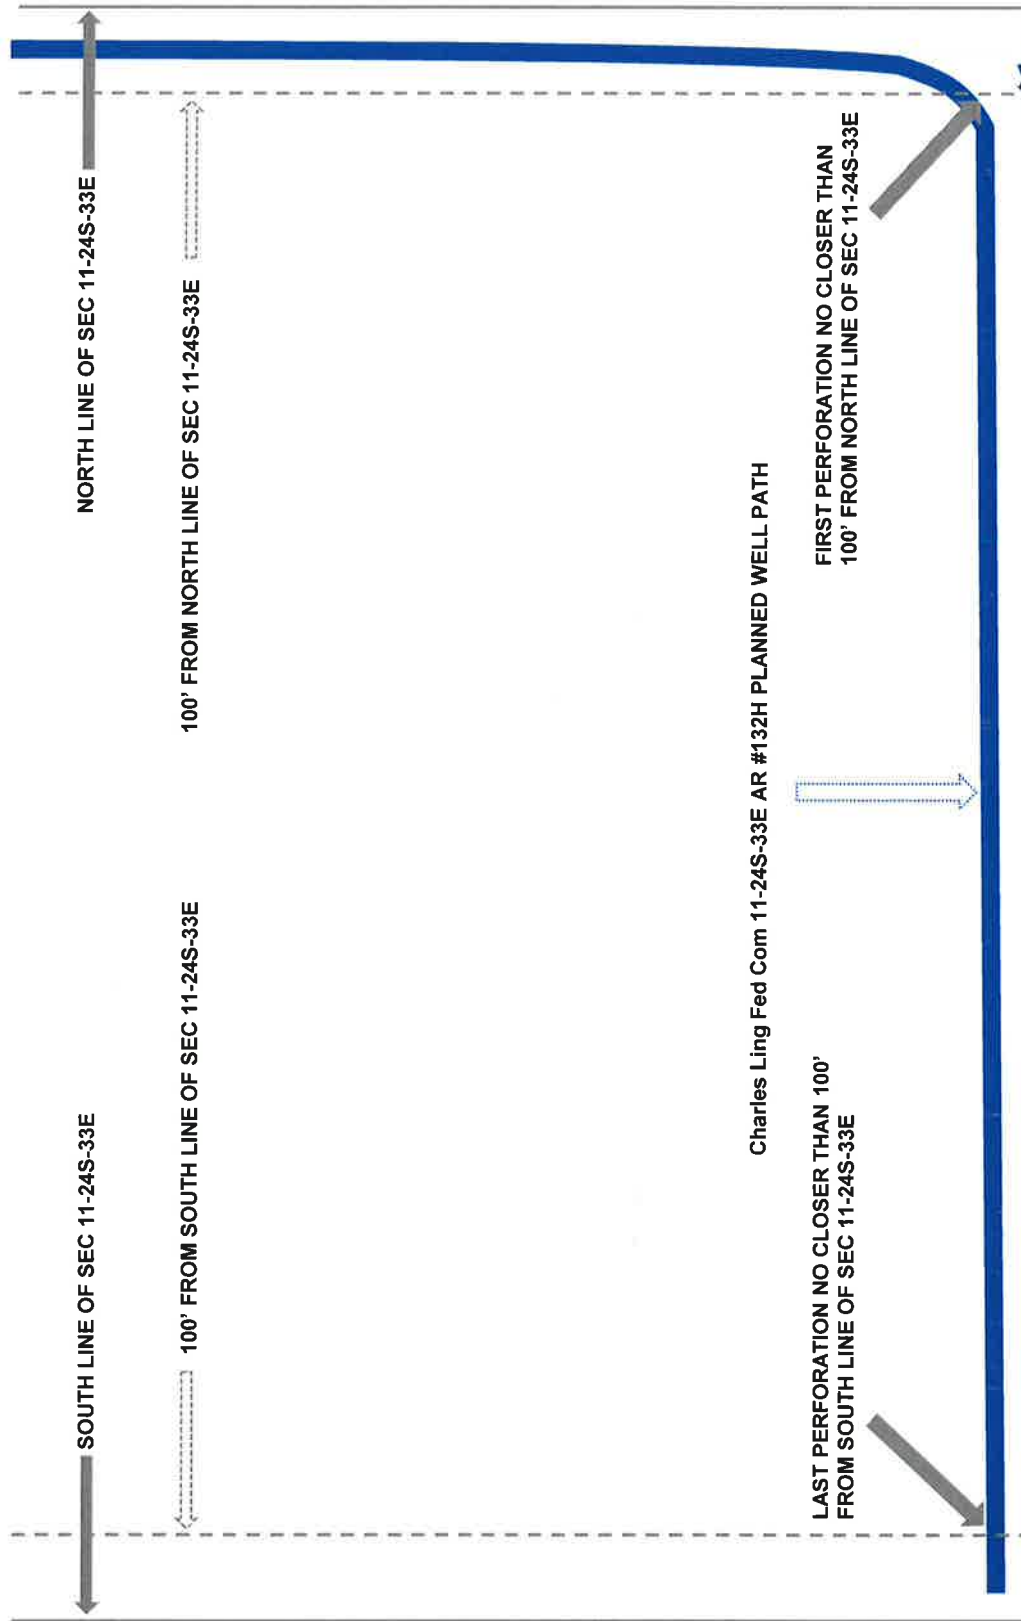 SOUTH LINE OF SEC 11-24S-33E
NORTH LINE OF SEC 11-24S-33E
100' FROM SOUTH LINE OF SEC 11-24S-33E
100' FROM NORTH LINE OF SEC 11-24S-33E
Charles Ling Fed Com 11-24S-33E AR #132H PLANNED WELL PATH
LAST PERFORATION NO CLOSER THAN 100'
FROM SOUTH LINE OF SEC 11-24S-33E
FIRST PERFORATION NO CLOSER THAN
100' FROM NORTH LINE OF SEC 11-24S-33E